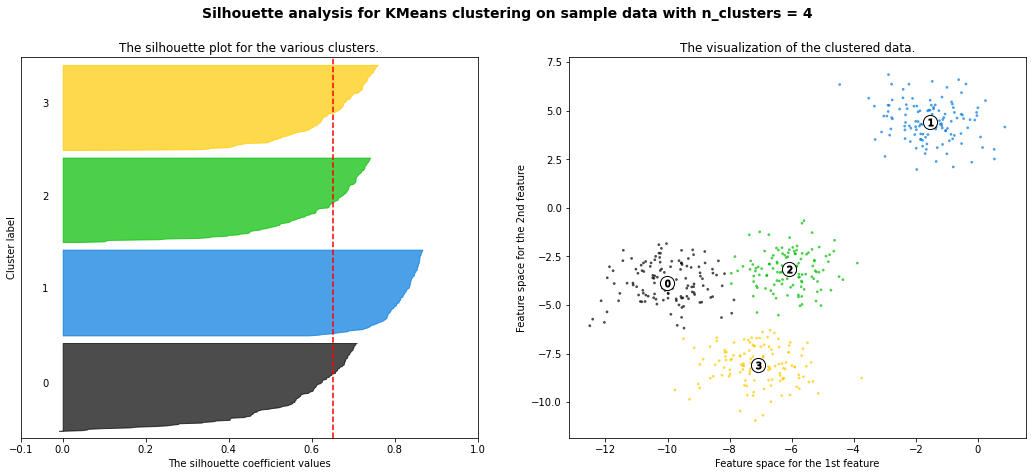 Silhouette analysis for KMeans clustering on sample data with n_clusters = 4
The silhouette plot for the various clusters.
Cluster label
3
2
1
0
−0.1 0.0 0.2 0.4 0.6 0.8 1.0
The silhouette coefficient values
The visualization of the clustered data.
Feature space for the 2nd feature
7.5
5.0
2.5
0.0
−2.5
−5.0
−7.5
−10.0
1
2
0
3
−12 −10 −8 −6 −4 −2 0
Feature space for the 1st feature